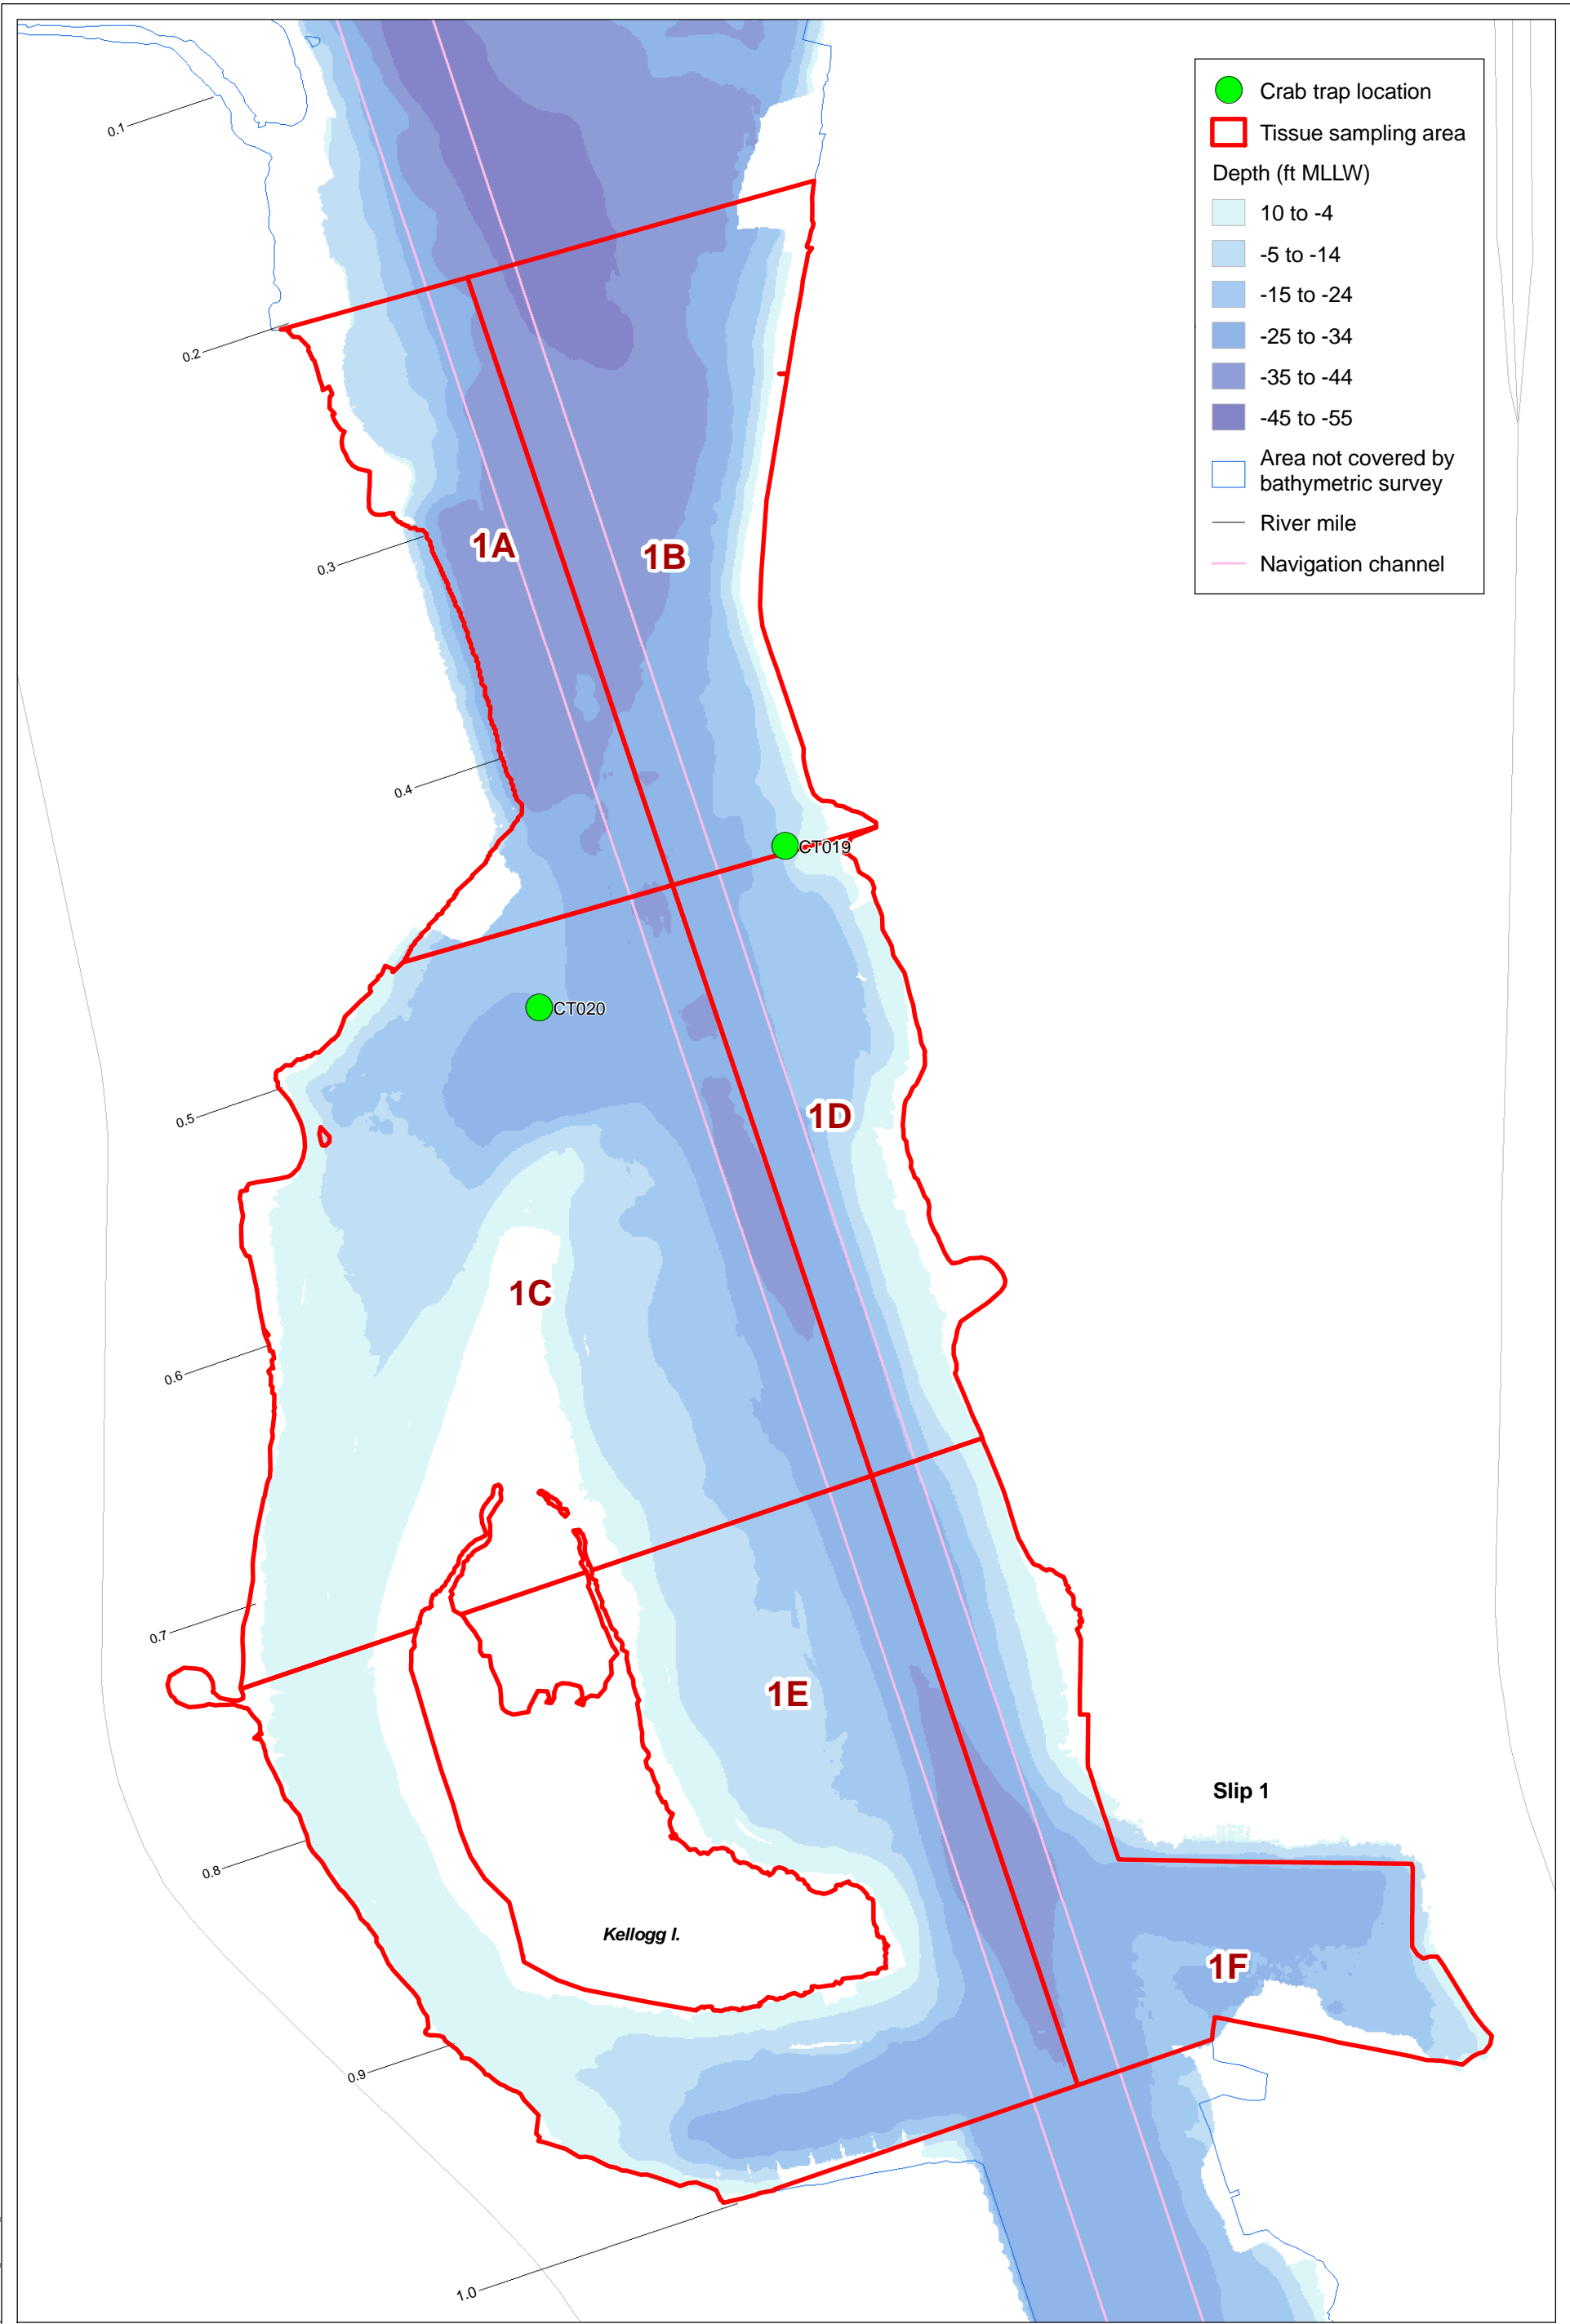 Crab trap location
Tissue sampling area
Depth (ft MLLW)
10 to -4
-5 to -14
-15 to -24
-25 to -34
-35 to -44
-45 to -55
Area not covered by
bathymetric survey
River mile
Navigation channel
0.1
0.2
0.3
1A
1B
0.4
CT019
CT020
0.5
1D
1C
0.6
0.7
1E
Slip 1
0.8
Kellogg I.
1F
0.9
1.0